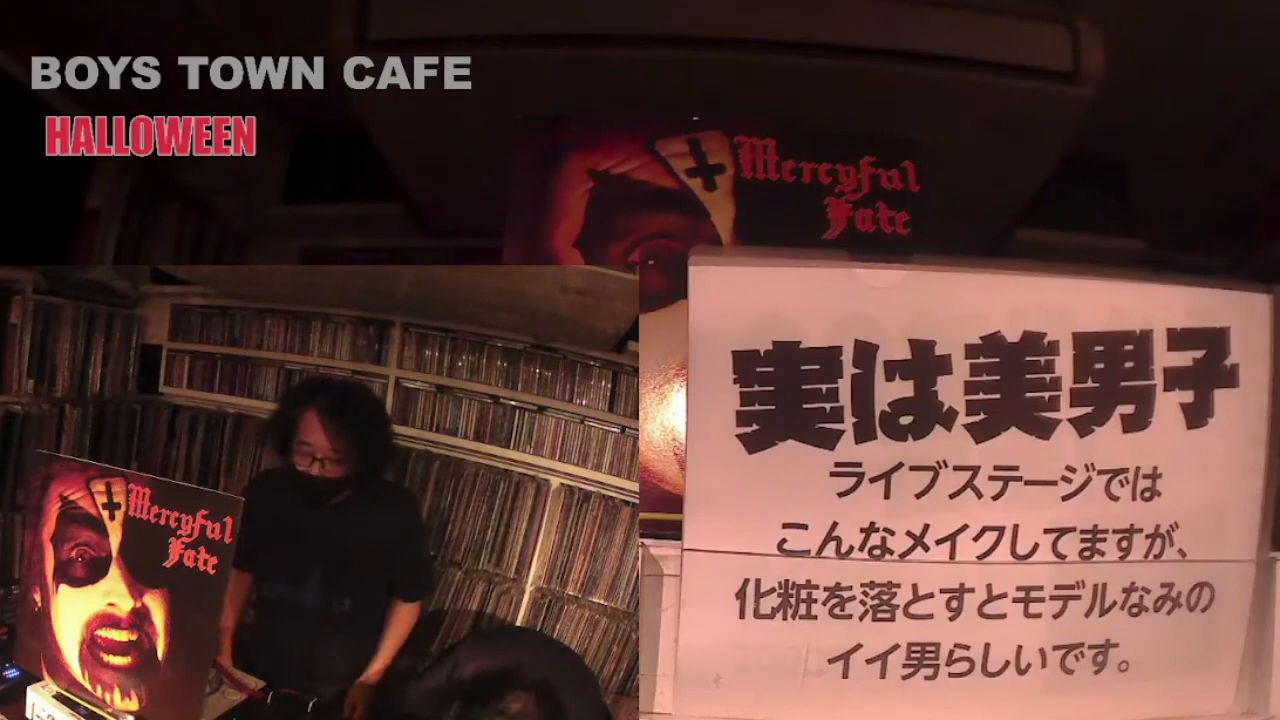 BOYS TOWN CAFE
HALLOWEEN
Mercyful
Fate
実は美男子
ライブステージでは
こんなメイクしてますが、
化粧を落とすとモデルなみの
イイ男らしいです。
Mercyful
Fate